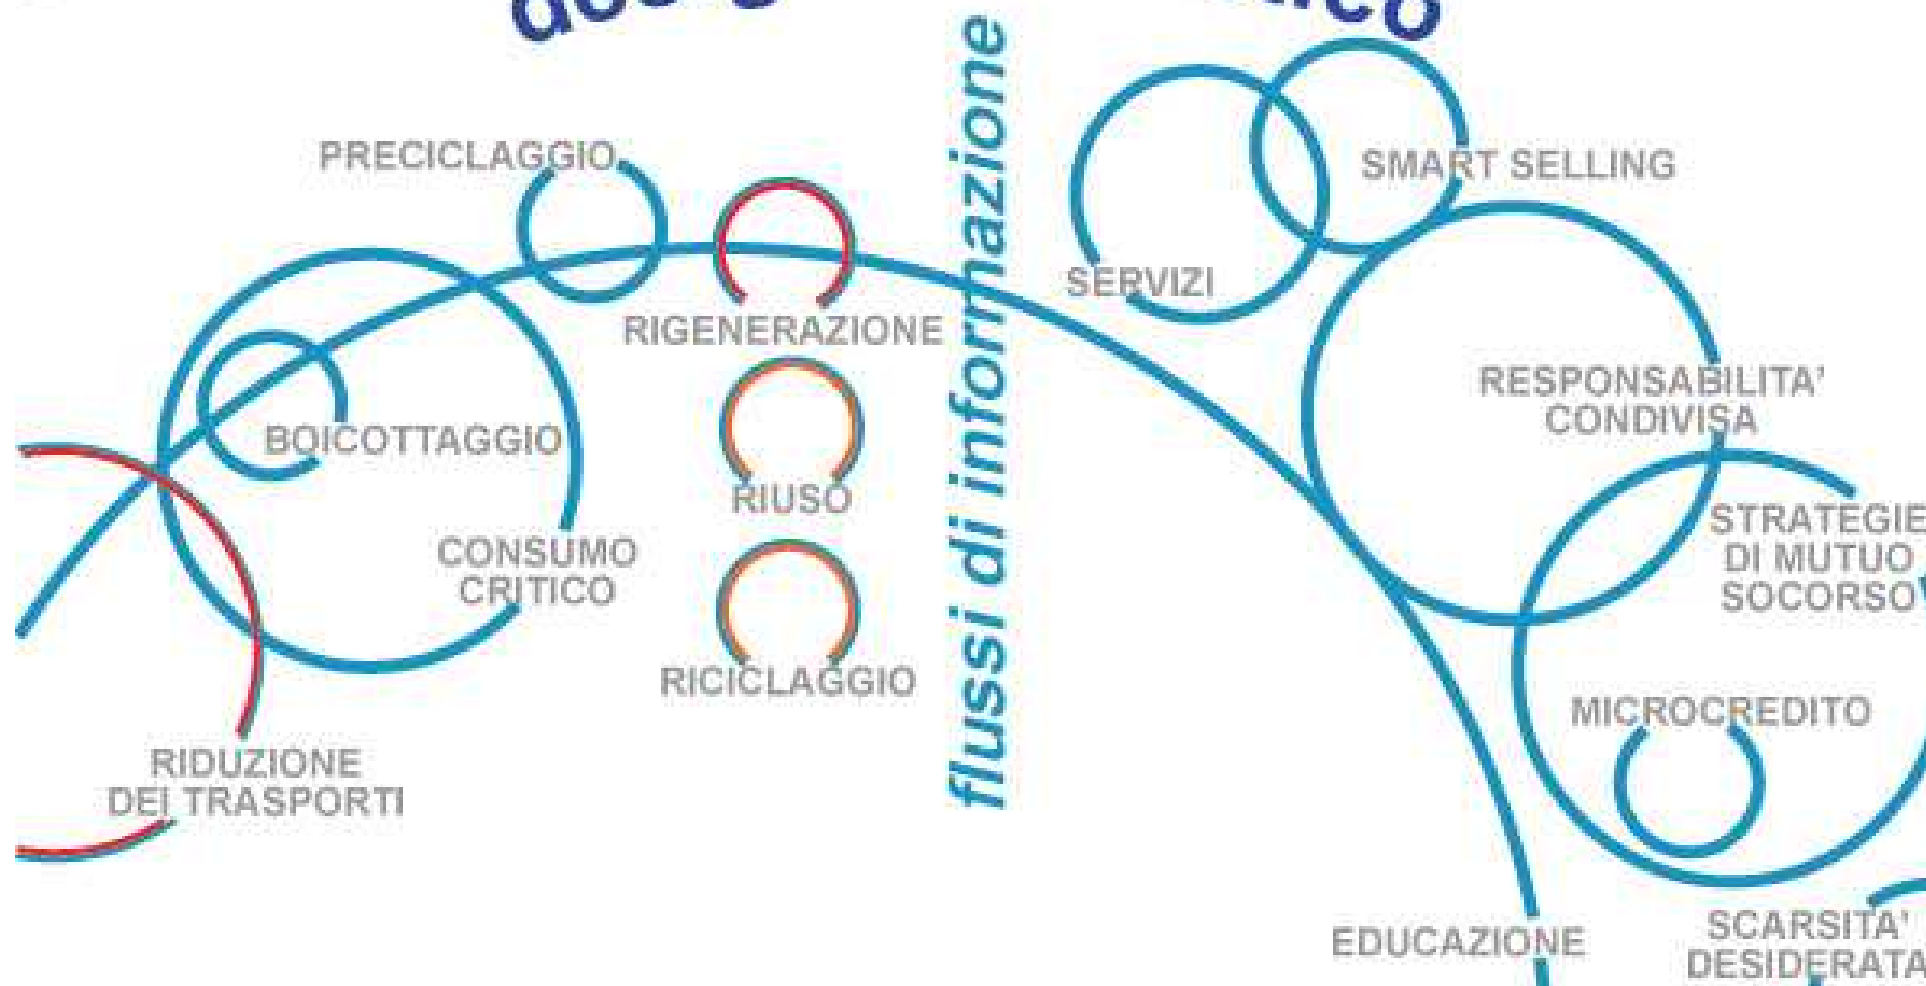 PRECICLAGGIO
SMART SELLING
SERVIZI
flussi di informazione
RIGENERAZIONE
RESPONSABILITA'
CONDIVISA
BOICOTTAGGIO
RIUSO
STRATEGIE
DI MUTUO
SOCORSO
CONSUMO
CRITICO
RICICLAGGIO
MICROCREDITO
RIDUZIONE
DEI TRASPORTI
EDUCAZIONE
SCARSITA'
DESIDERATA